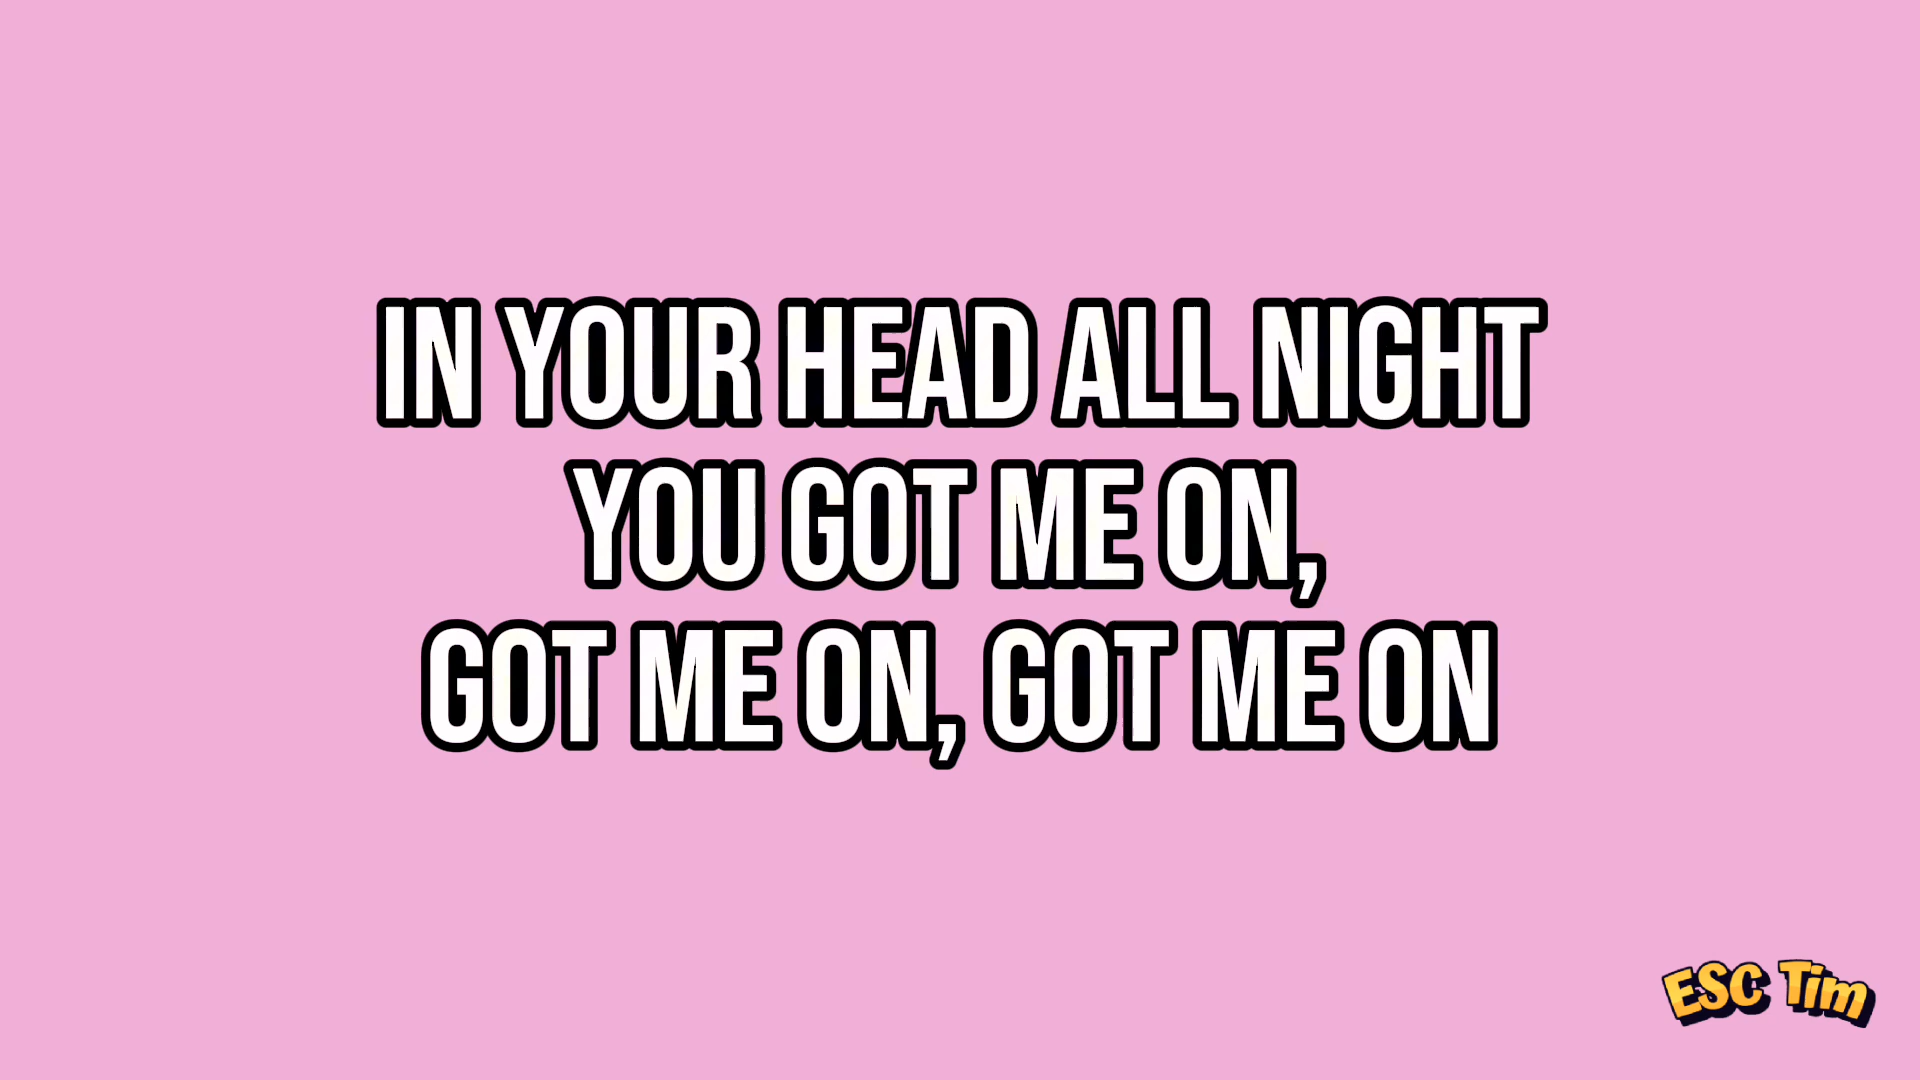 IN YOUR HEAD ALL NIGHT
YOU GOT ME ON,
GOT ME ON, GOT ME ON
ESC Tim